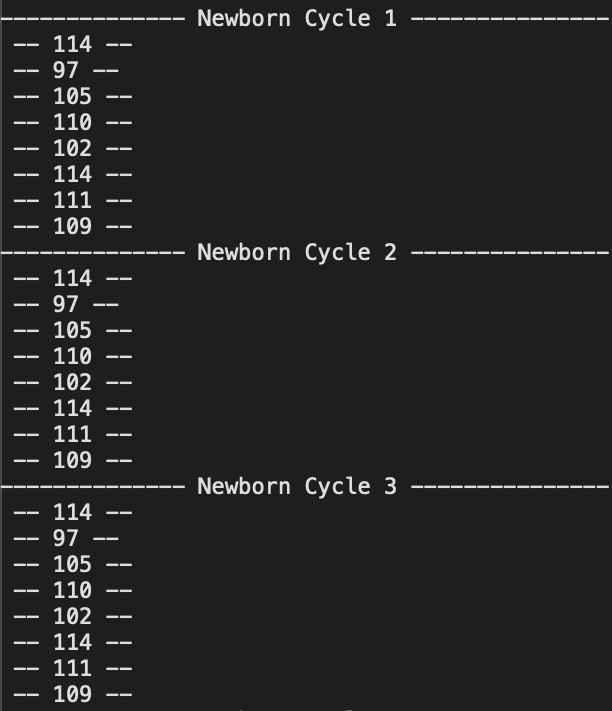 -------------- Newborn Cycle 1 ---------------
-- 114 --
-- 97 --
-- 105 --
-- 110 --
-- 102 --
-- 114 --
-- 111 --
-- 109 --
-------------- Newborn Cycle 2 ---------------
-- 114 --
-- 97 --
-- 105 --
-- 110 --
-- 102 --
-- 114 --
-- 111 --
-- 109 --
-------------- Newborn Cycle 3 ---------------
-- 114 --
-- 97 --
-- 105 --
-- 110 --
-- 102 --
-- 114 --
-- 111 --
-- 109 --